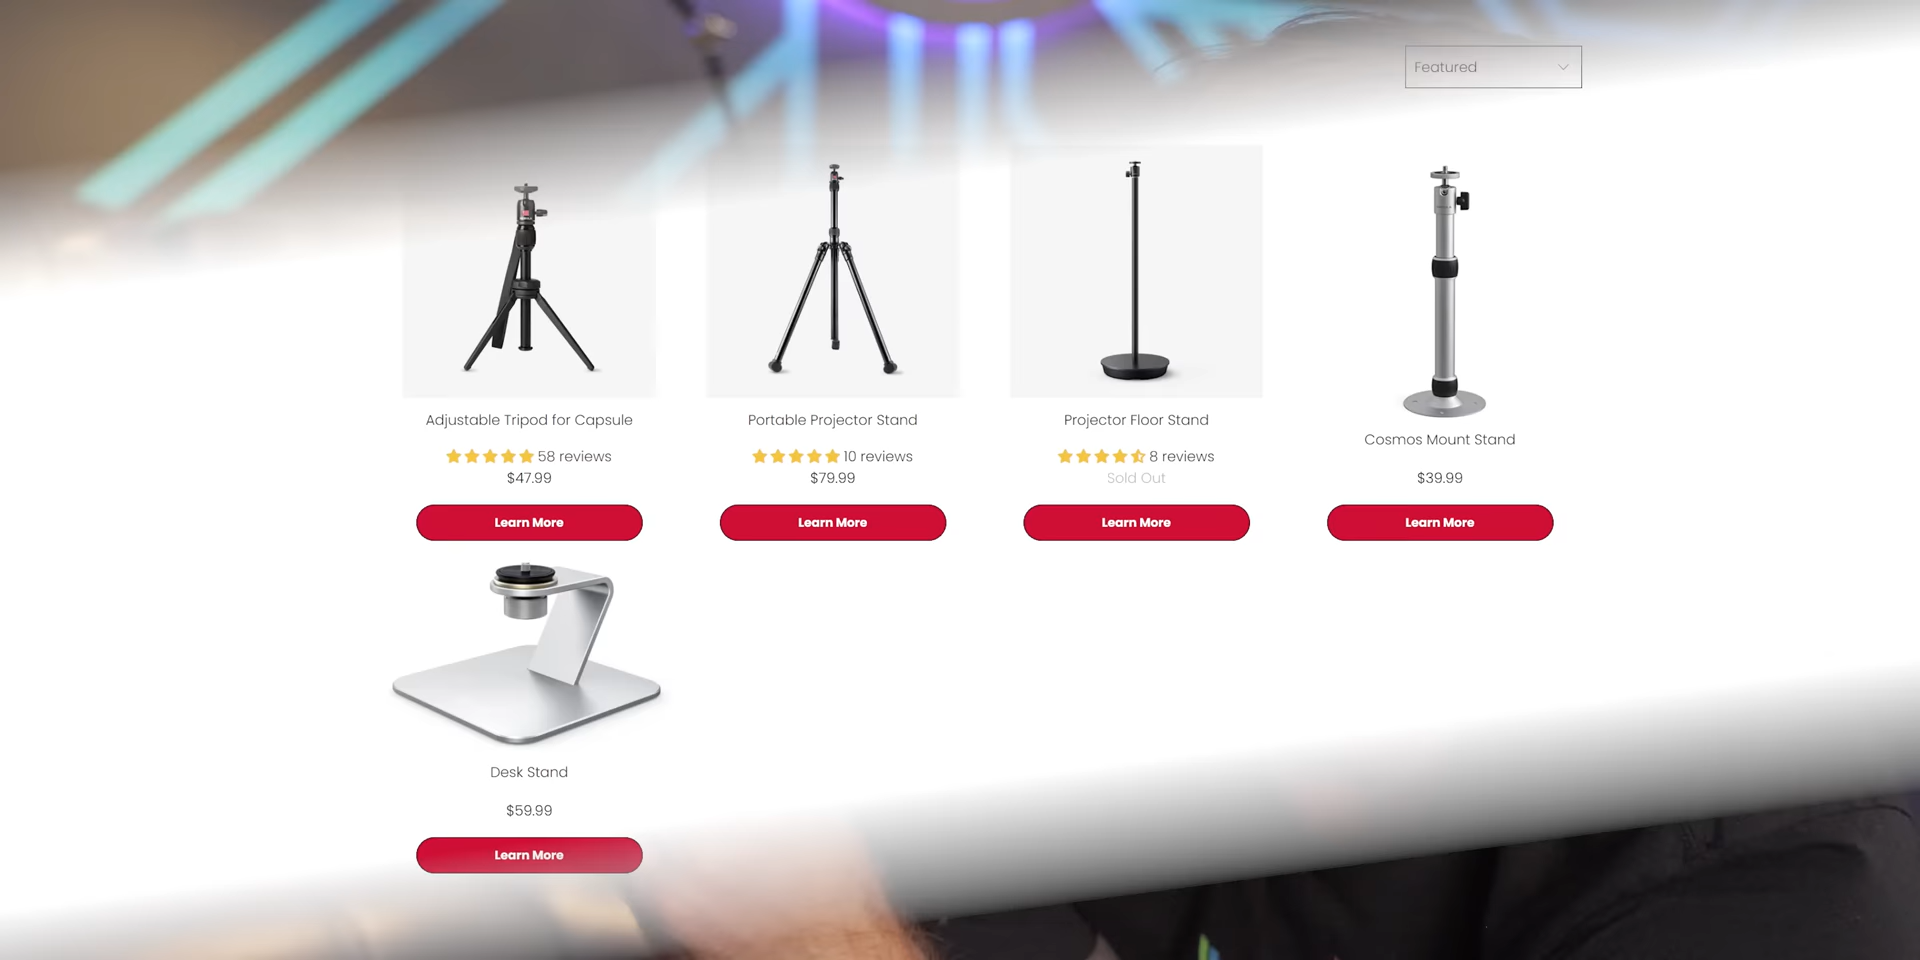 Featured
Adjustable Tripod for Capsule
58 reviews
$47.99
Learn More
Portable Projector Stand
10 reviews
$79.99
Learn More
Projector Floor Stand
8 reviews
Sold Out
Learn More
Cosmos Mount Stand
$39.99
Learn More
Desk Stand
$59.99
Learn More